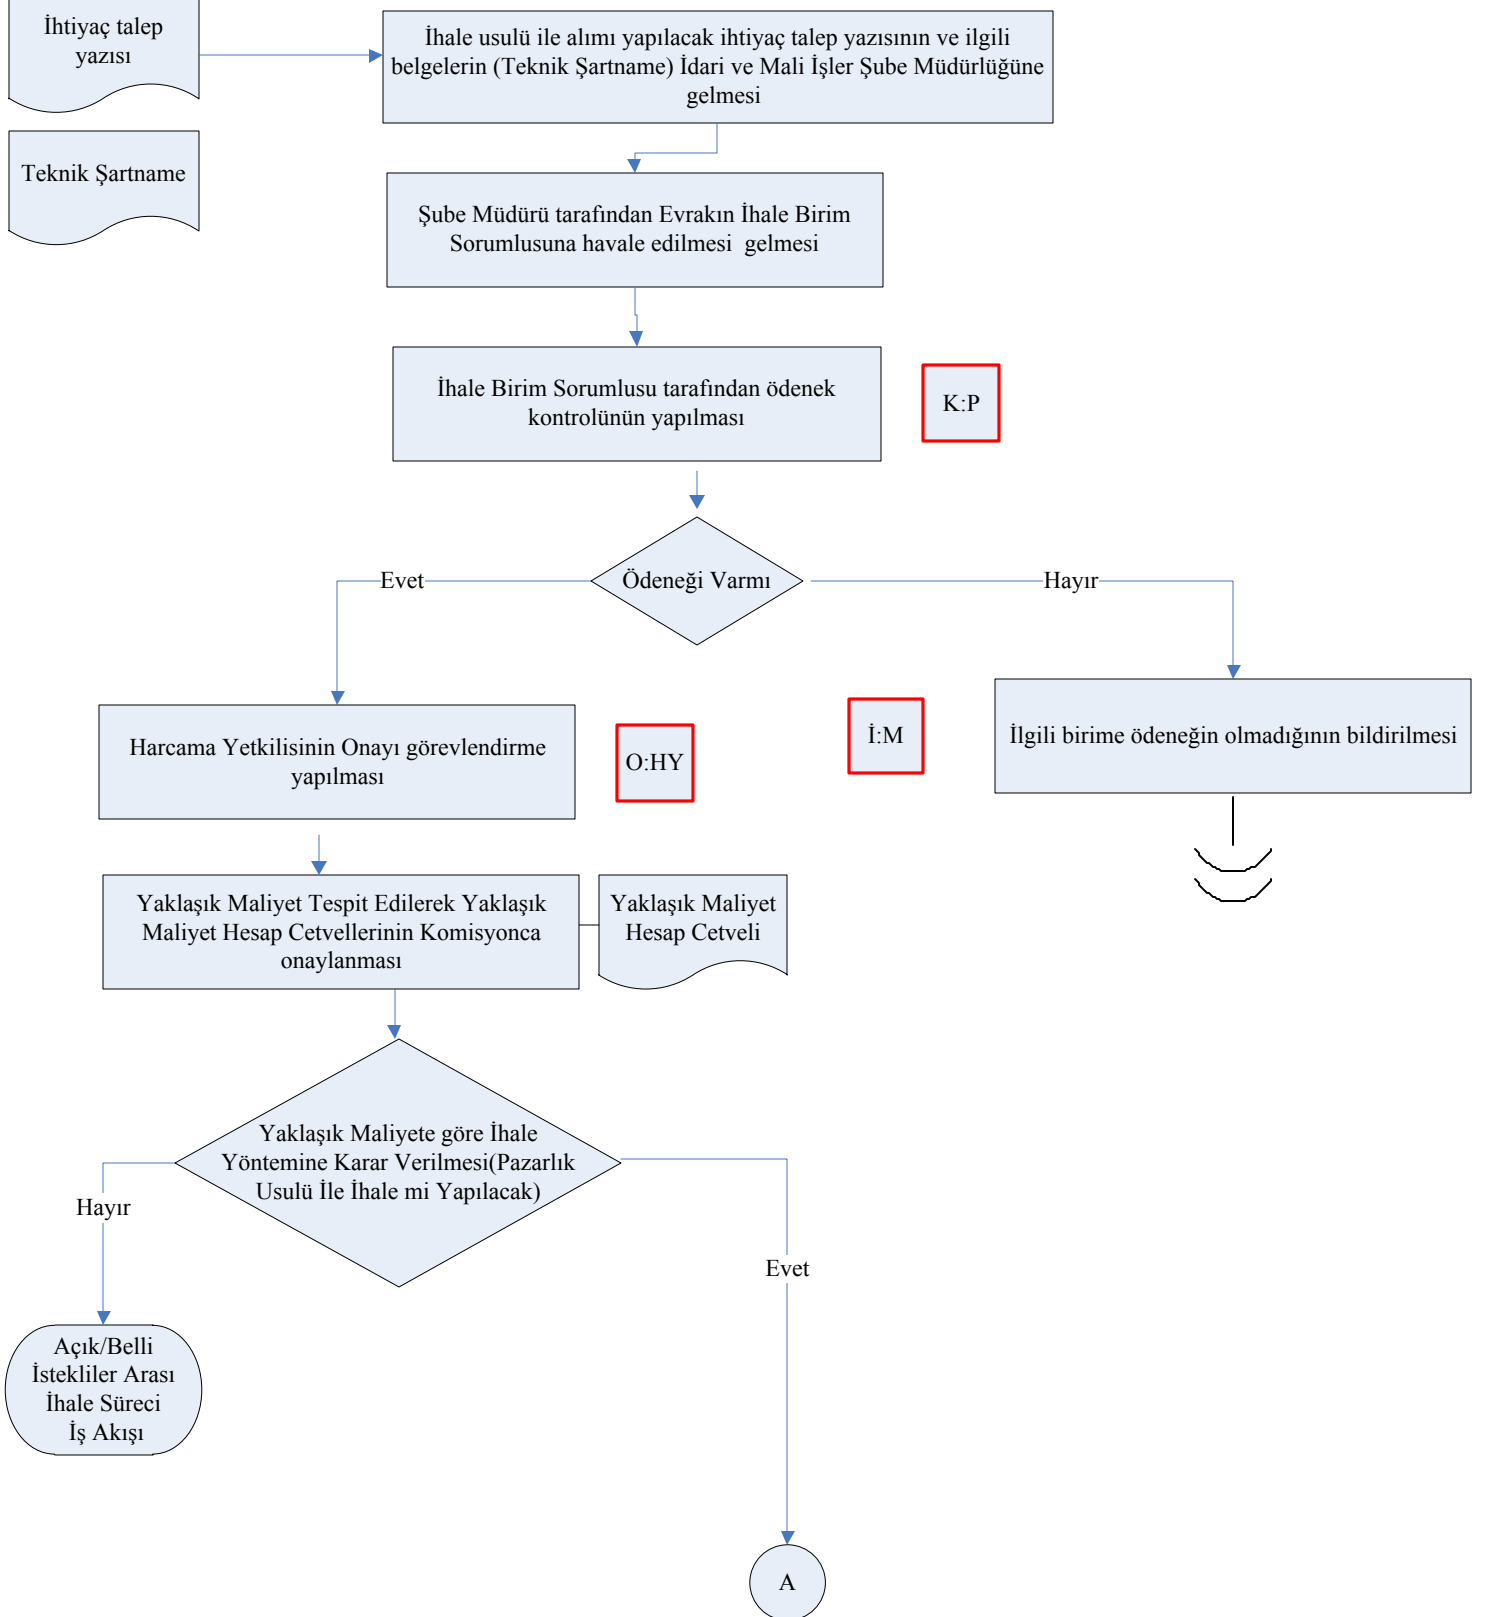 İhtiyaç talep
yazısı
İhale usulü ile alımı yapılacak ihtiyaç talep yazısının ve ilgili
belgelerin (Teknik Şartname) İdari ve Mali İşler Şube Müdürlüğüne
gelmesi
Teknik Şartname
Şube Müdürü tarafından Evrakın İhale Birim
Sorumlusuna havale edilmesi  gelmesi
İhale Birim Sorumlusu tarafından ödenek
kontrolünün yapılması
K:P
Ödeneği Varmı
Evet
Hayır
Harcama Yetkilisinin Onayı görevlendirme
yapılması
O:HY
İ:M
İlgili birime ödeneğin olmadığının bildirilmesi
Yaklaşık Maliyet Tespit Edilerek Yaklaşık
Maliyet Hesap Cetvellerinin Komisyonca
onaylanması
Yaklaşık Maliyet
Hesap Cetveli
Yaklaşık Maliyete göre İhale
Yöntemine Karar Verilmesi(Pazarlık
Usulü İle İhale mi Yapılacak)
Hayır
Evet
Açık/Belli
İstekliler Arası
İhale Süreci
İş Akışı
A